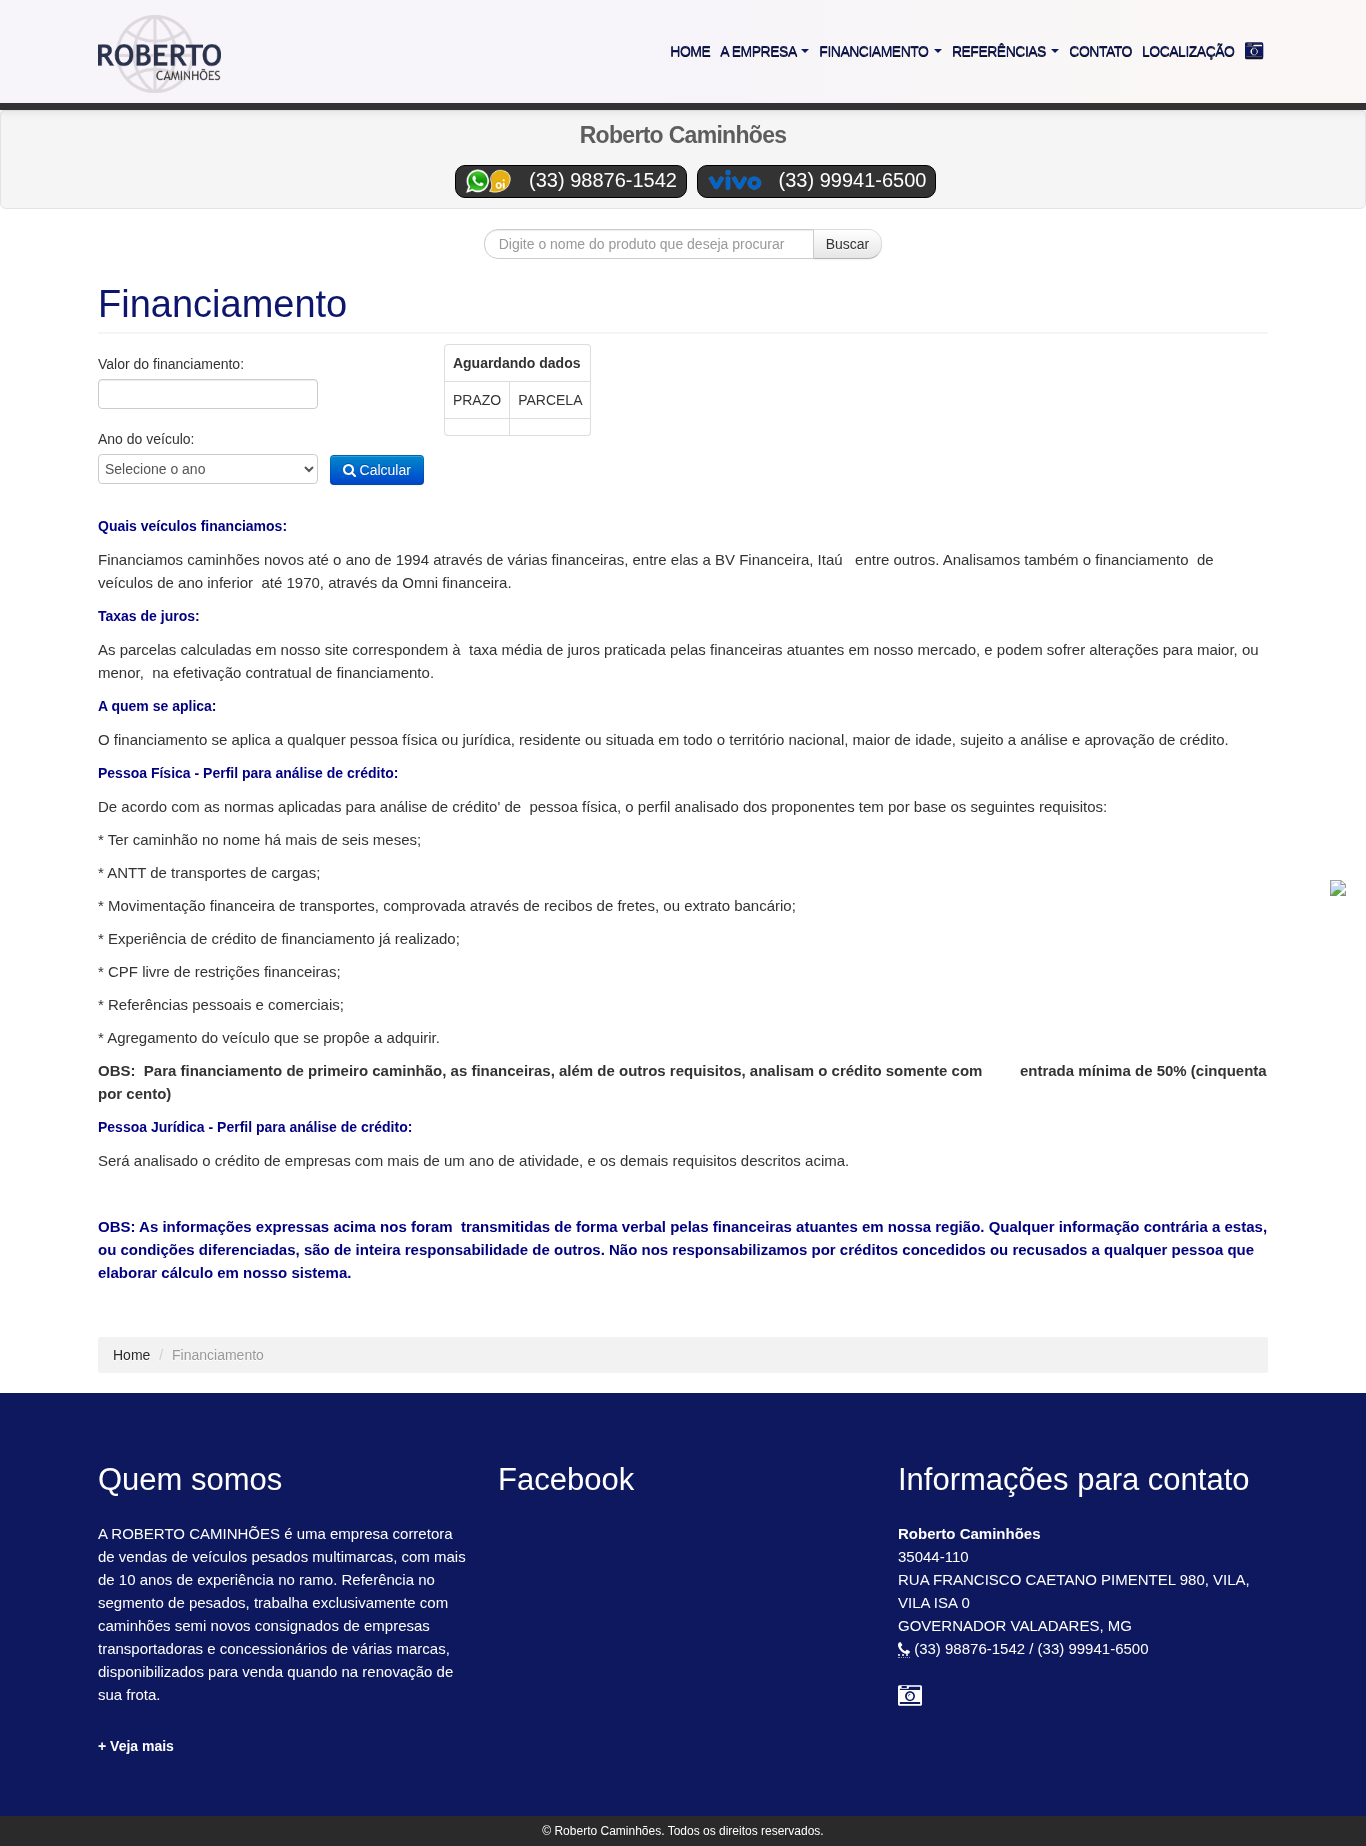 ROBERTO
CAMINHÕES
HOME A EMPRESA FINANCIAMENTO REFERÊNCIAS CONTATO LOCALIZAÇÃO
Roberto Caminhões
oi (33) 98876-1542 vivo (33) 99941-6500
Digite o nome do produto que deseja procurar Buscar
Financiamento
Valor do financiamento:
Aguardando dados
PRAZO PARCELA
Ano do veículo:
Selecione o ano Calcular
Quais veículos financiamos:
Financiamos caminhões novos até o ano de 1994 através de várias financeiras, entre elas a BV Financeira, Itaú entre outros. Analisamos também o financiamento de
veículos de ano inferior até 1970, através da Omni financeira.
Taxas de juros:
As parcelas calculadas em nosso site correspondem à taxa média de juros praticada pelas financeiras atuantes em nosso mercado, e podem sofrer alterações para maior, ou
menor, na efetivação contratual de financiamento.
A quem se aplica:
O financiamento se aplica a qualquer pessoa física ou jurídica, residente ou situada em todo o território nacional, maior de idade, sujeito a análise e aprovação de crédito.
Pessoa Física - Perfil para análise de crédito:
De acordo com as normas aplicadas para análise de crédito' de pessoa física, o perfil analisado dos proponentes tem por base os seguintes requisitos:
* Ter caminhão no nome há mais de seis meses;
* ANTT de transportes de cargas;
* Movimentação financeira de transportes, comprovada através de recibos de fretes, ou extrato bancário;
* Experiência de crédito de financiamento já realizado;
* CPF livre de restrições financeiras;
* Referências pessoais e comerciais;
* Agregamento do veículo que se propôe a adquirir.
OBS: Para financiamento de primeiro caminhão, as financeiras, além de outros requisitos, analisam o crédito somente com entrada mínima de 50% (cinquenta
por cento)
Pessoa Jurídica - Perfil para análise de crédito:
Será analisado o crédito de empresas com mais de um ano de atividade, e os demais requisitos descritos acima.
OBS: As informações expressas acima nos foram transmitidas de forma verbal pelas financeiras atuantes em nossa região. Qualquer informação contrária a estas,
ou condições diferenciadas, são de inteira responsabilidade de outros. Não nos responsabilizamos por créditos concedidos ou recusados a qualquer pessoa que
elaborar cálculo em nosso sistema.
Home / Financiamento
Quem somos
A ROBERTO CAMINHÕES é uma empresa corretora
de vendas de veículos pesados multimarcas, com mais
de 10 anos de experiência no ramo. Referência no
segmento de pesados, trabalha exclusivamente com
caminhões semi novos consignados de empresas
transportadoras e concessionários de várias marcas,
disponibilizados para venda quando na renovação de
sua frota.
+ Veja mais
Facebook
Informações para contato
Roberto Caminhões
35044-110
RUA FRANCISCO CAETANO PIMENTEL 980, VILA,
VILA ISA 0
GOVERNADOR VALADARES, MG
(33) 98876-1542 / (33) 99941-6500
© Roberto Caminhões. Todos os direitos reservados.